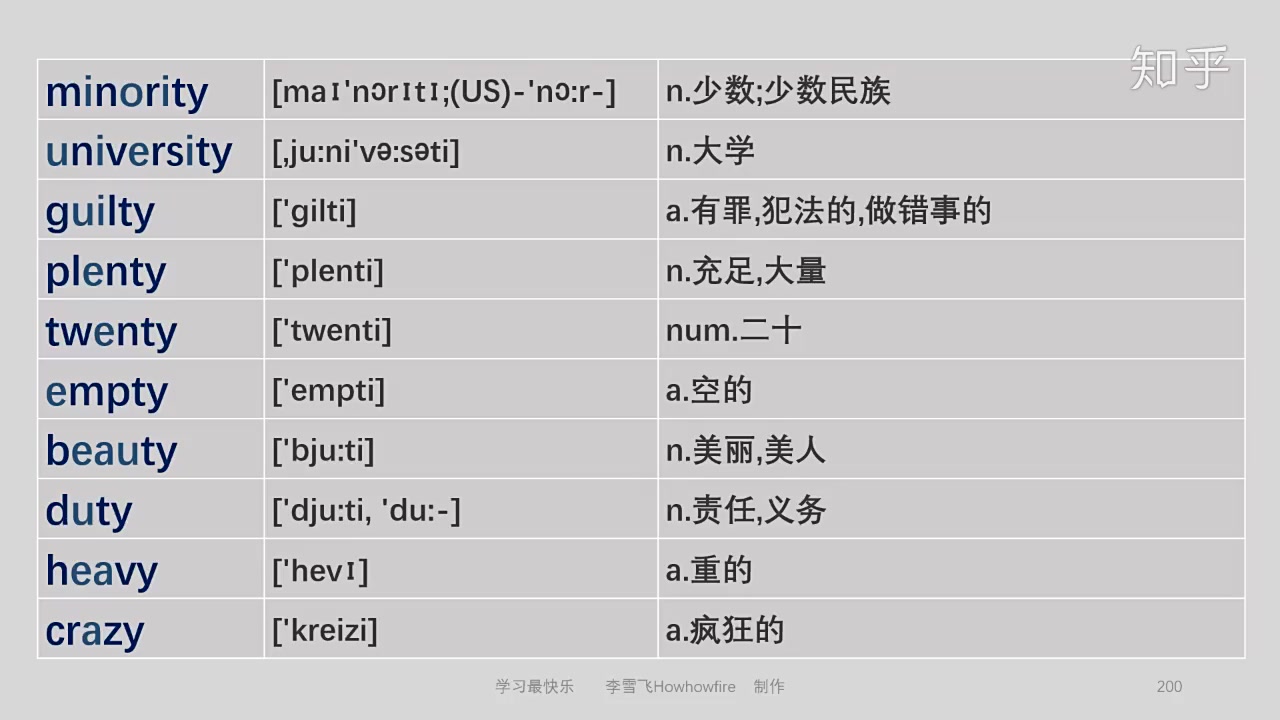 知乎
minority [maɪ'nɔrɪtɪ;(US)-'nɔ:r-] n.少数;少数民族
university [,ju:ni'və:səti] n.大学
guilty ['gilti] a.有罪,犯法的,做错事的
plenty ['plenti] n.充足,大量
twenty ['twenti] num.二十
empty ['empti] a.空的
beauty ['bju:ti] n.美丽,美人
duty ['dju:ti, 'du:-] n.责任,义务
heavy ['hevɪ] a.重的
crazy ['kreizi] a.疯狂的
学习最快乐 李雪飞Howhowfire 制作 200